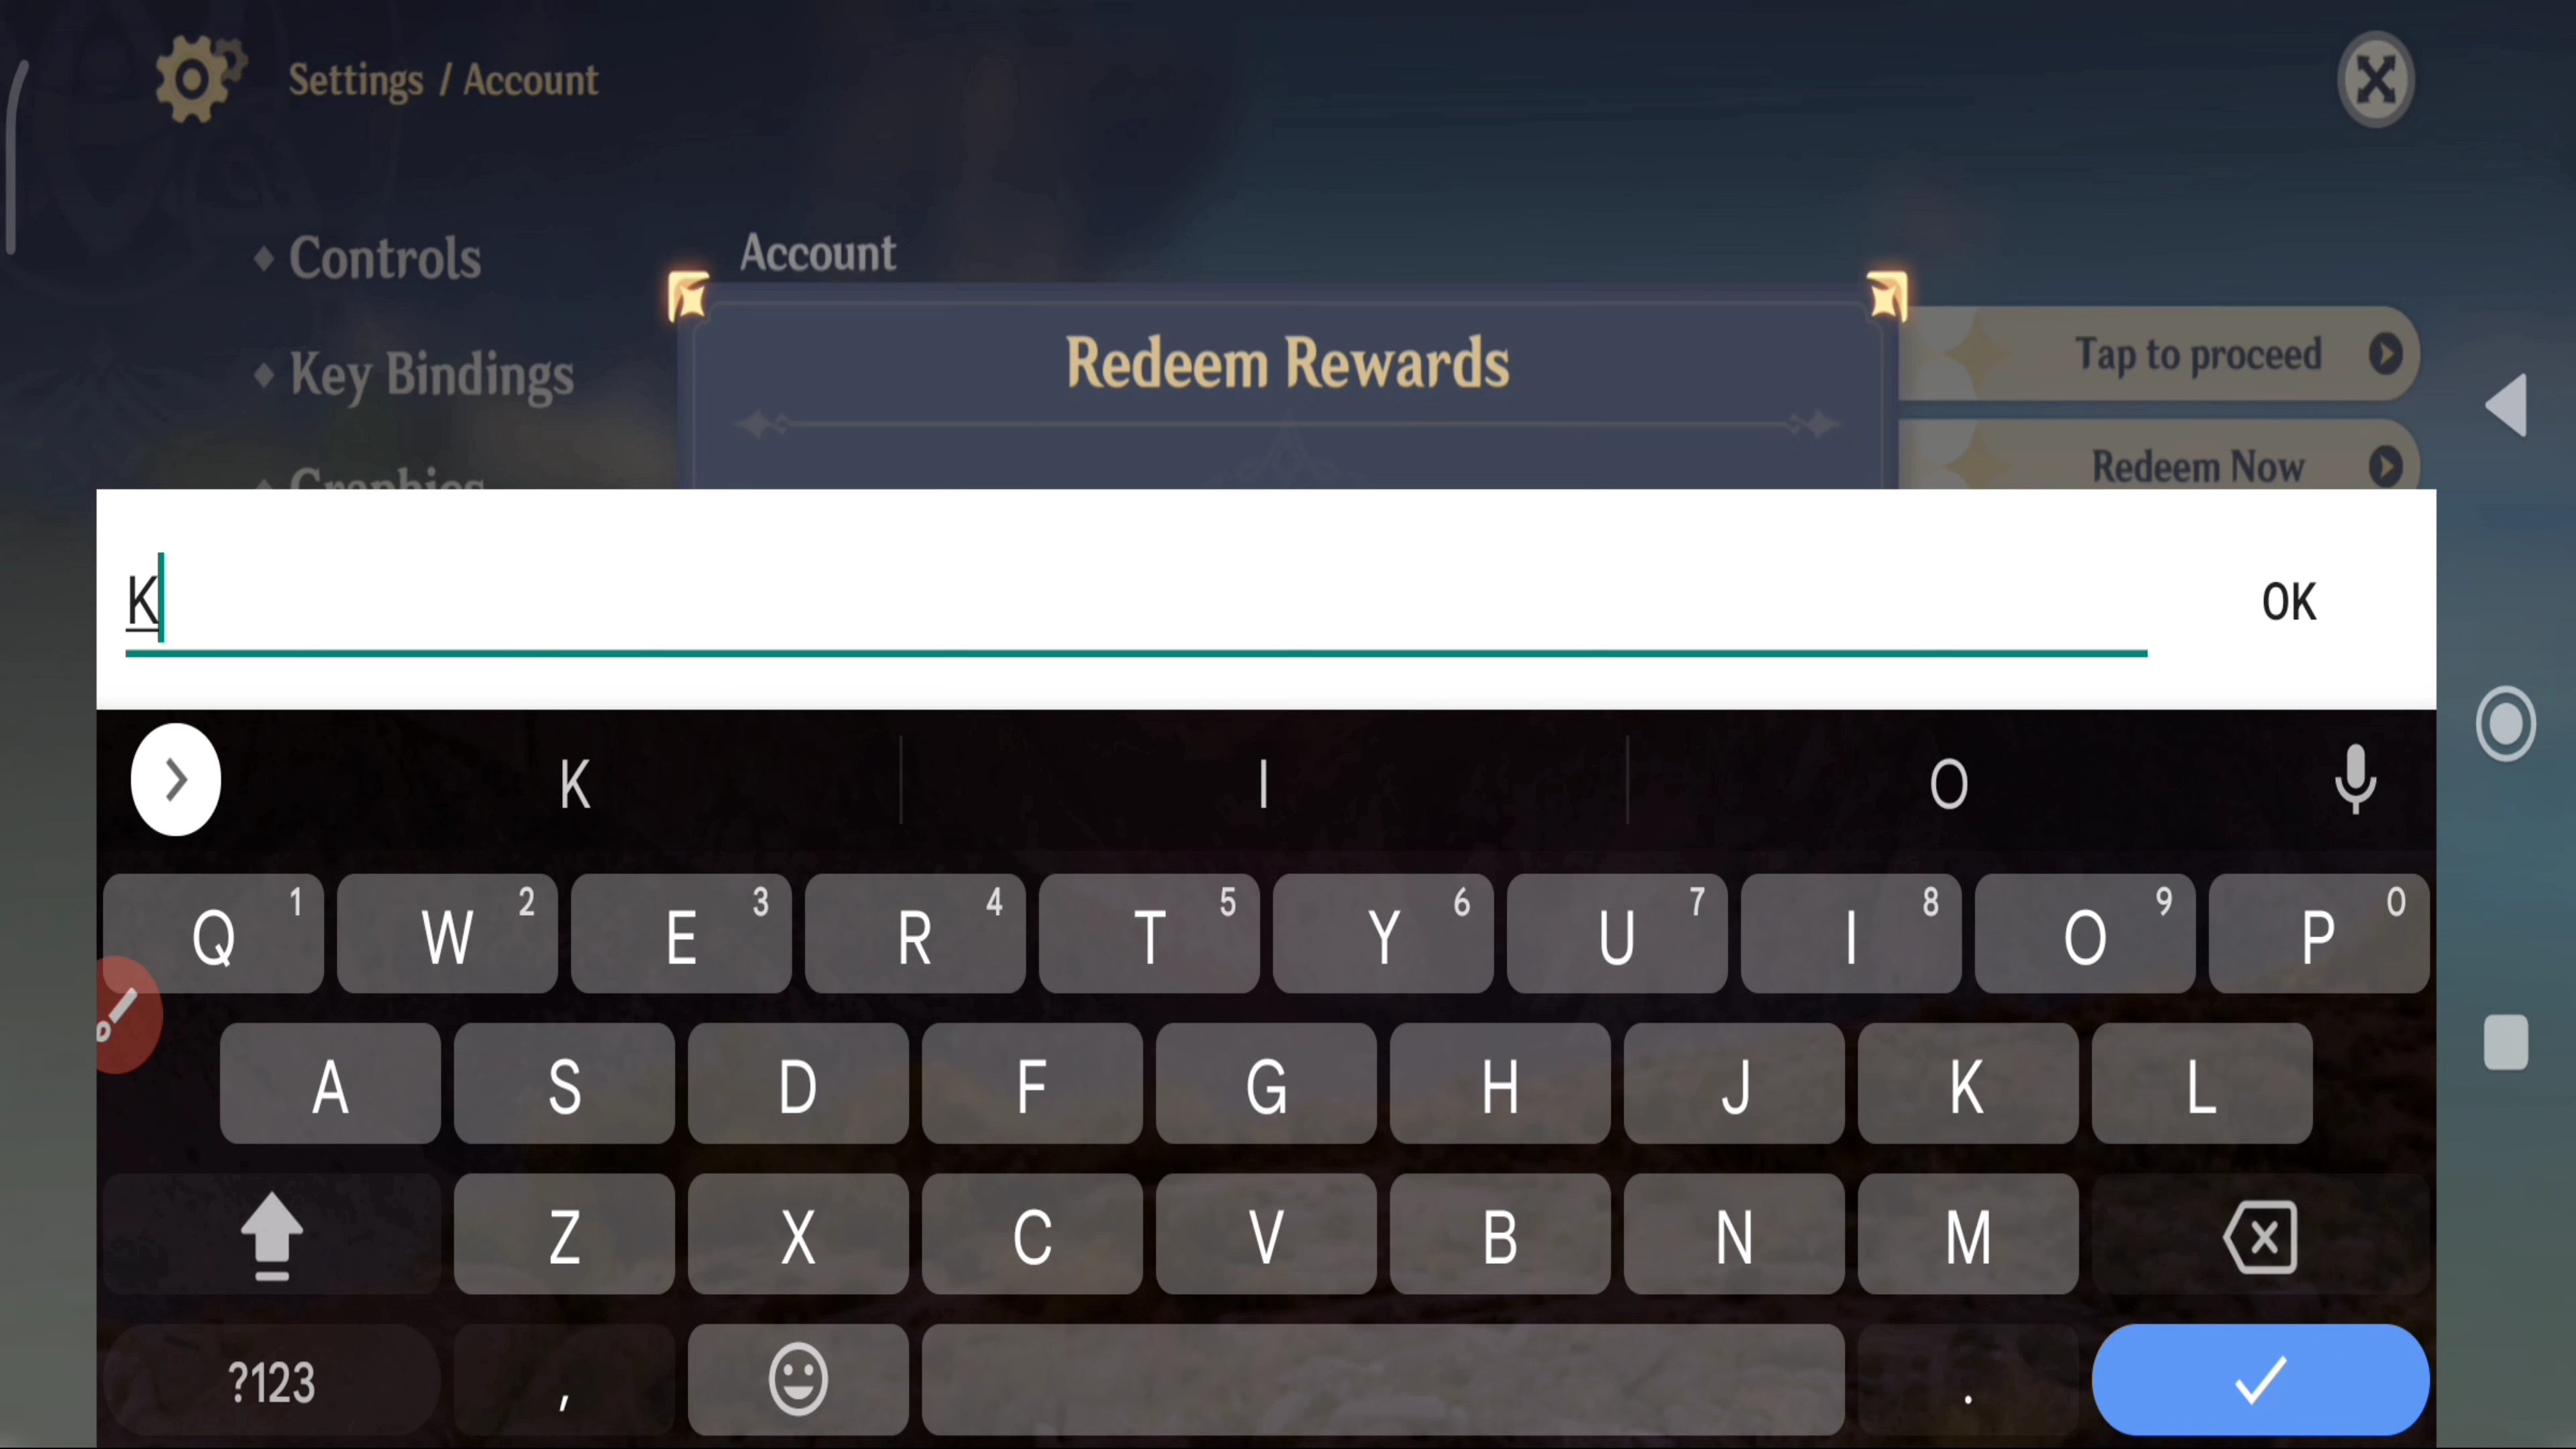 Settings / Account
Controls
Account
Key Bindings
Redeem Rewards
Tap to proceed
Graphics
Redeem Now
K
OK
K I O
Q 1 W 2 E 3 R 4 T 5 Y 6 U 7 I 8 O 9 P 0
A S D F G H J K L
Z X C V B N M
?123 , .